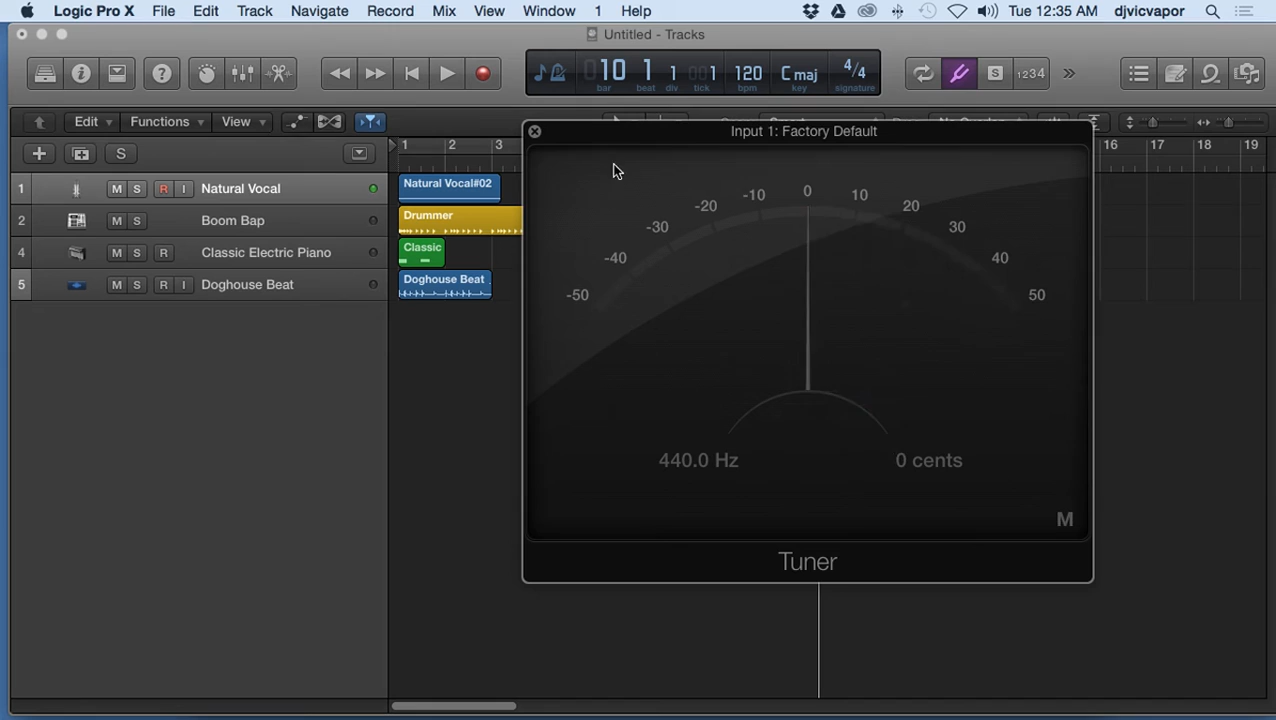 Logic Pro X File Edit Track Navigate Record Mix View Window 1 Help Tue 12:35 AM djvicvapor
Untitled - Tracks
10 1 1 1 120 C maj 4/4 1234
bar beat div tick bpm key signature
Edit Functions View
Input 1: Factory Default
S 1 2 3 16 17 18 19
1 M S R I Natural Vocal Natural Vocal#02
2 M S Boom Bap Drummer
4 M S R Classic Electric Piano Classic
5 M S R I Doghouse Beat Doghouse Beat
-50 -40 -30 -20 -10 0 10 20 30 40 50
440.0 Hz 0 cents
M
Tuner